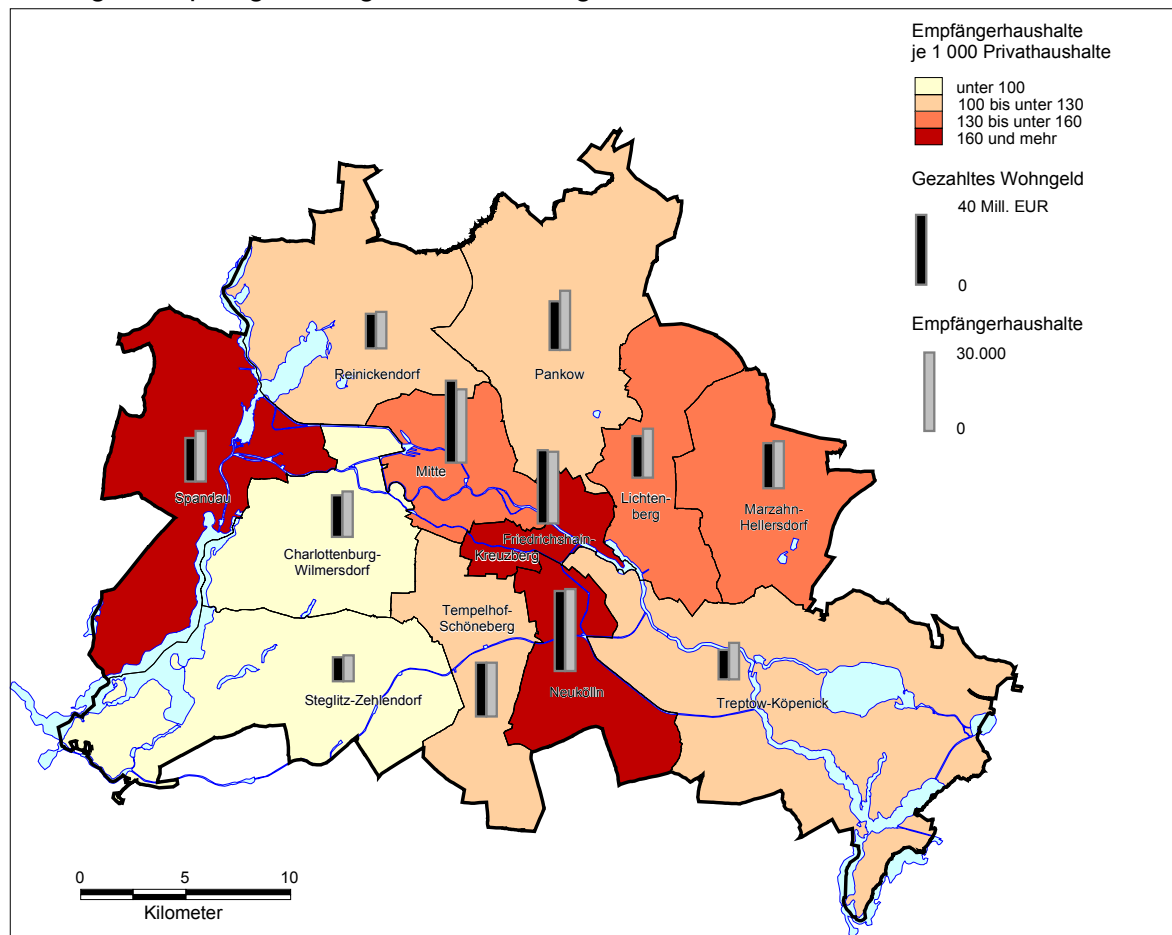 Empfängerhaushalte
je 1 000 Privathaushalte
unter 100
100 bis unter 130
130 bis unter 160
160 und mehr
Gezahltes Wohngeld
40 Mill. EUR
0
Empfängerhaushalte
30.000
0
Reinickendorf
Pankow
Mitte
Spandau
Lichten-
berg
Marzahn-
Hellersdorf
Charlottenburg-
Wilmersdorf
Friedrichshain-
Kreuzberg
Tempelhof-
Schöneberg
Steglitz-Zehlendorf
Neukölln
Treptow-Köpenick
0 5 10
Kilometer